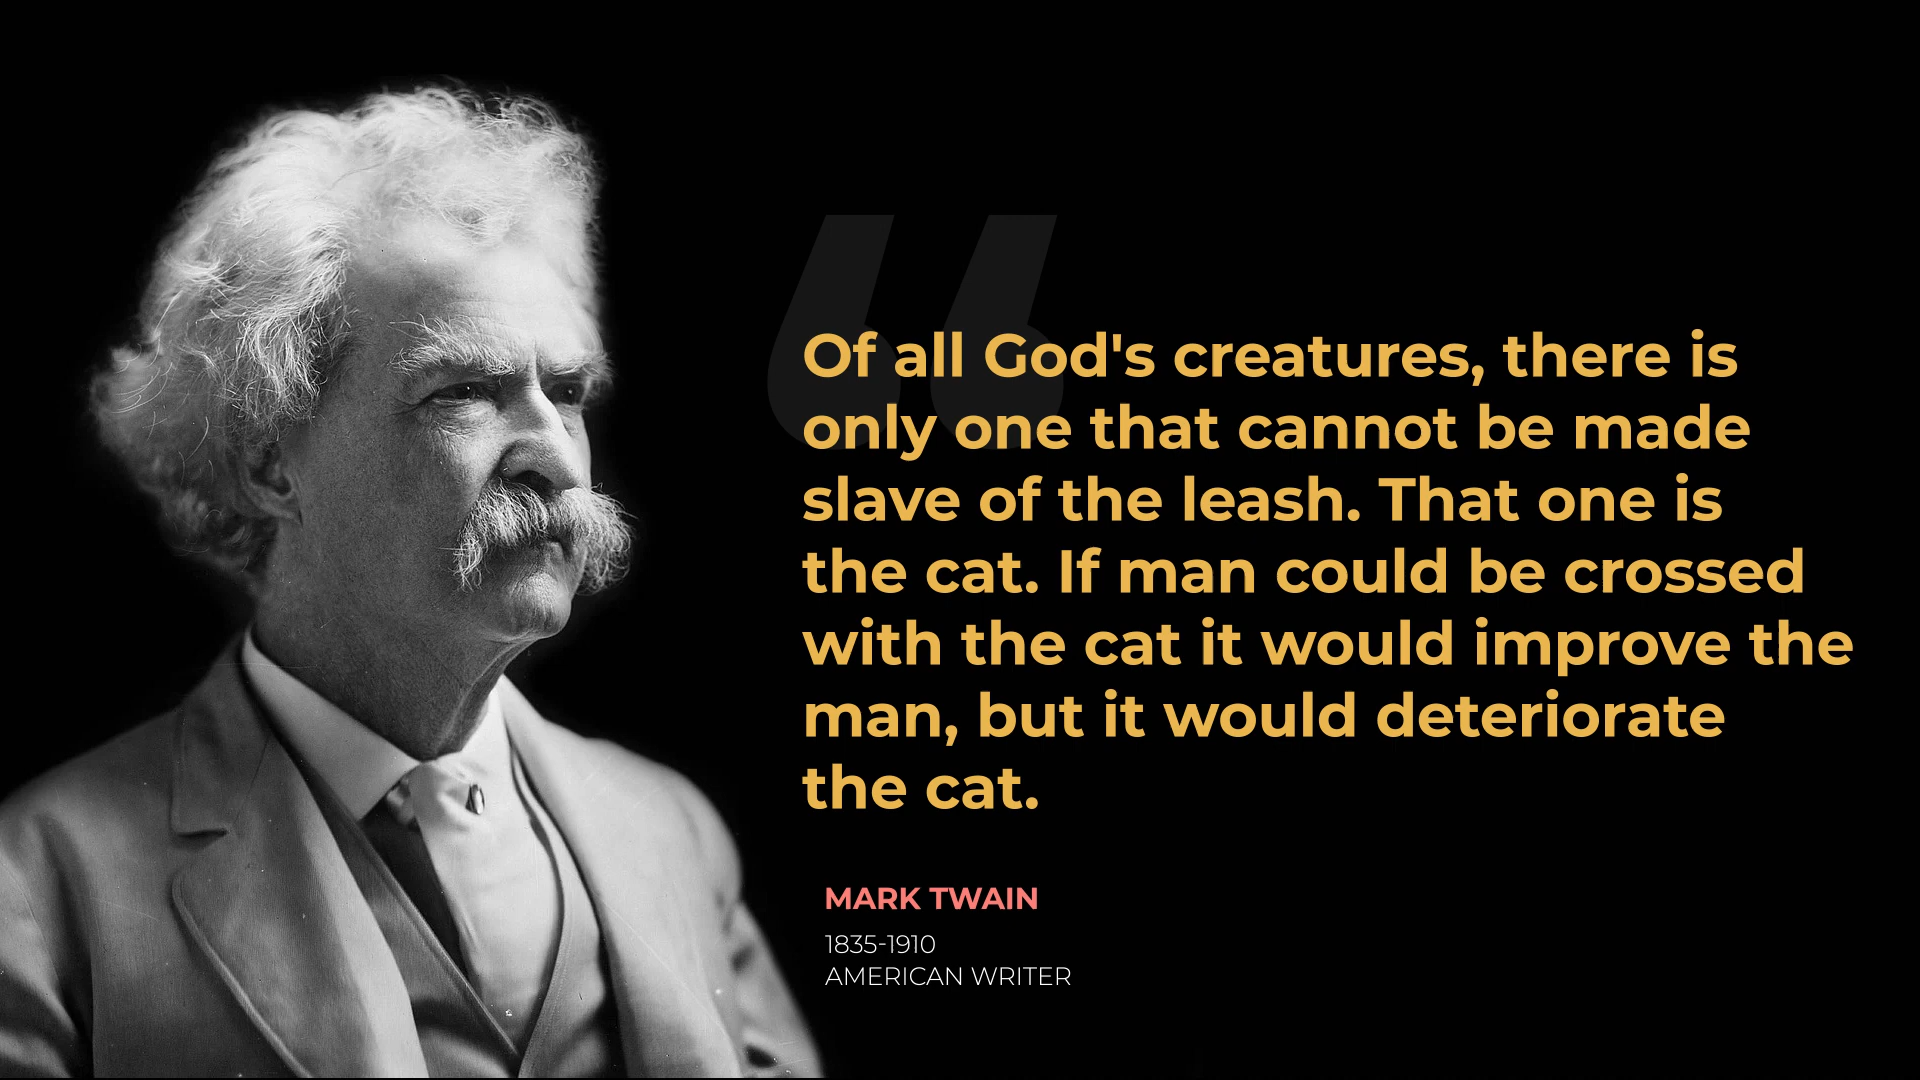 Of all God's creatures, there is
only one that cannot be made
slave of the leash. That one is
the cat. If man could be crossed
with the cat it would improve the
man, but it would deteriorate
the cat.
MARK TWAIN
1835-1910
AMERICAN WRITER